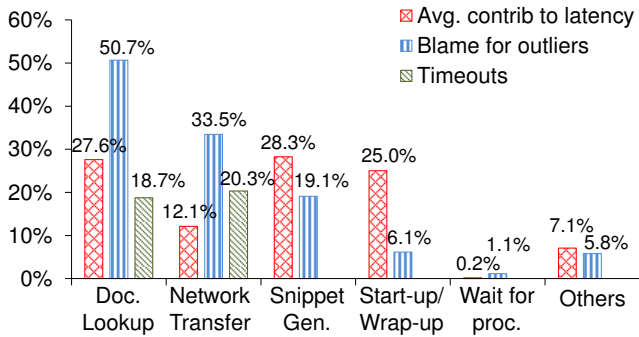 60%
50%
40%
30%
20%
10%
0%
Avg. contrib to latency
Blame for outliers
Timeouts
27.6%
50.7%
18.7%
12.1%
33.5%
20.3%
28.3%
19.1%
25.0%
6.1%
0.2%
1.1%
7.1%
5.8%
Doc.
Lookup
Network
Transfer
Snippet
Gen.
Start-up/
Wrap-up
Wait for
proc.
Others